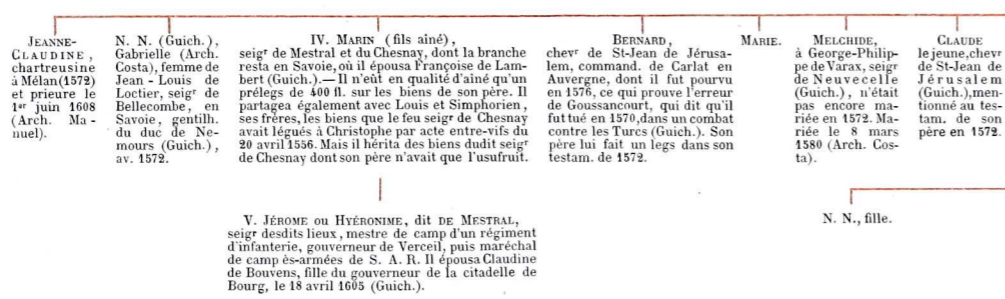 JEANNE-
CLAUDINE,
chartreusine
à Mélan(1572)
et prieure le
1er juin 1608
(Arch. Ma-
nuel).
N. N. (Guich.),
Gabrielle (Arch.
Costa), femme de
Jean-Louis de
Loctier, seigr de
Bellecombe, en
Savoie, gentilh.
du duc de Ne-
mours (Guich.),
av. 1572.
IV. MARIN (fils aîné),
seigr de Mestral et du Chesnay, dont la branche
resta en Savoie, où il épousa Françoise de Lam-
bert (Guich.).—Il n'eût en qualité d'aîné qu'un
prélegs de 400 fl. sur les biens de son père. Il
partagea également avec Louis et Simphorien,
ses frères, les biens que le feu seigr de Chesnay
avait légués à Christophe par acte entre-vifs du
20 avril 1556. Mais il hérita des biens dudit seigr
de Chesnay dont son père n'avait que l'usufruit.
BERNARD,
chevr de St-Jean de Jérusa-
lem, command. de Carlat en
Auvergne, dont il fut pourvu
en 1576, ce qui prouve l'erreur
de Goussancourt, qui dit qu'il
fut tué en 1570, dans un combat
contre les Turcs (Guich.). Son
père lui fait un legs dans son
testam. de 1572.
MARIE.
MELCHIDE,
à George-Philip-
pe de Varax, seigr
de Neuvecelle
(Guich.), n'était
pas encore ma-
riée en 1572. Ma-
riée le 8 mars
1580 (Arch. Cos-
ta).
CLAUDE
le jeune, chevr
de St-Jean de
Jérusalem
(Guich.), men-
tionné au tes-
tam. de son
père en 1572.
V. JÉROME OU HYÉRONIME, dit DE MESTRAL,
seigr desdits lieux, mestre de camp d'un régiment
d'infanterie, gouverneur de Verceil, puis maréchal
de camp ès-armées de S. A. R. Il épousa Claudine
de Bouvens, fille du gouverneur de la citadelle de
Bourg, le 18 avril 1605 (Guich.).
N. N., fille.